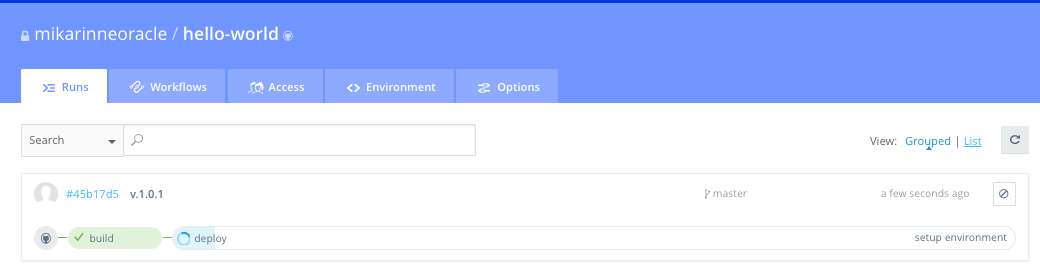 mikarinneoracle / hello-world
Runs Workflows Access Environment Options
Search View: Grouped | List
#45b17d5 v.1.0.1 master a few seconds ago
build deploy setup environment